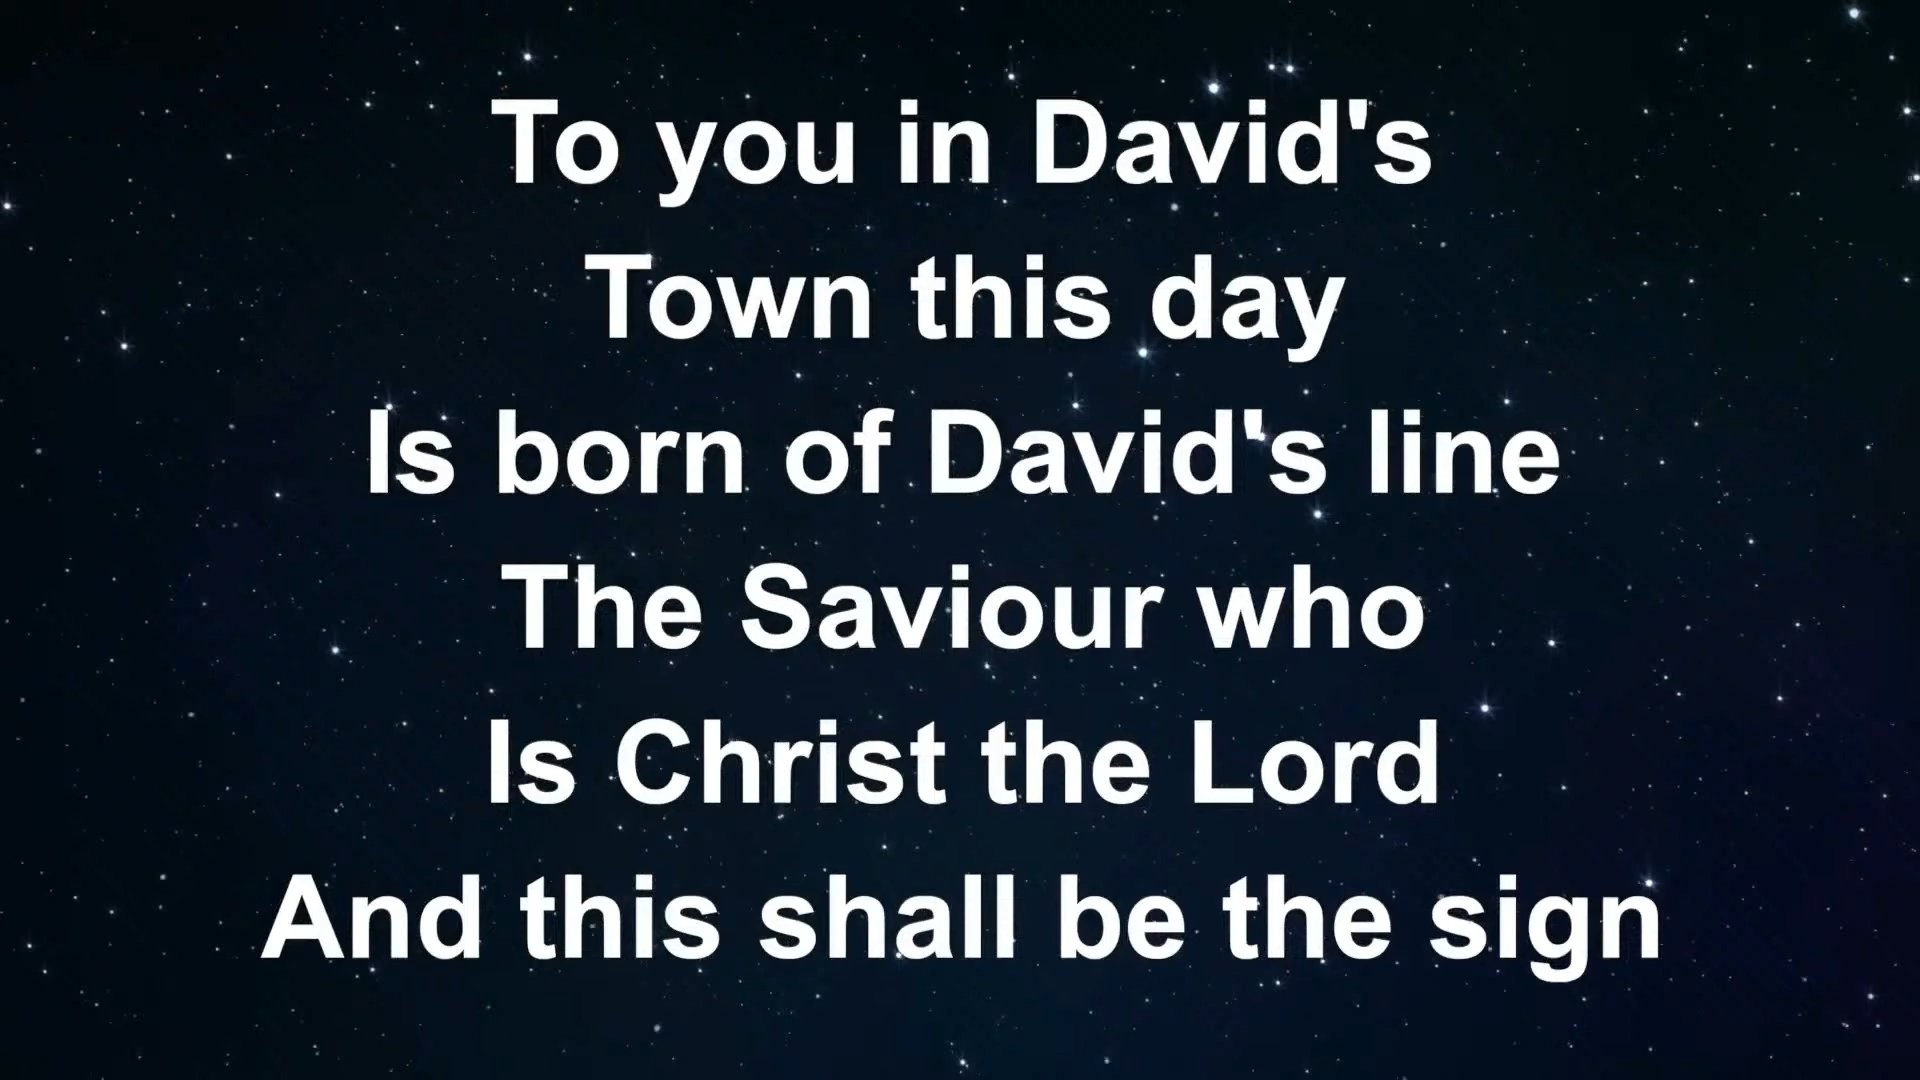 To you in David's
Town this day
Is born of David's line
The Saviour who
Is Christ the Lord
And this shall be the sign